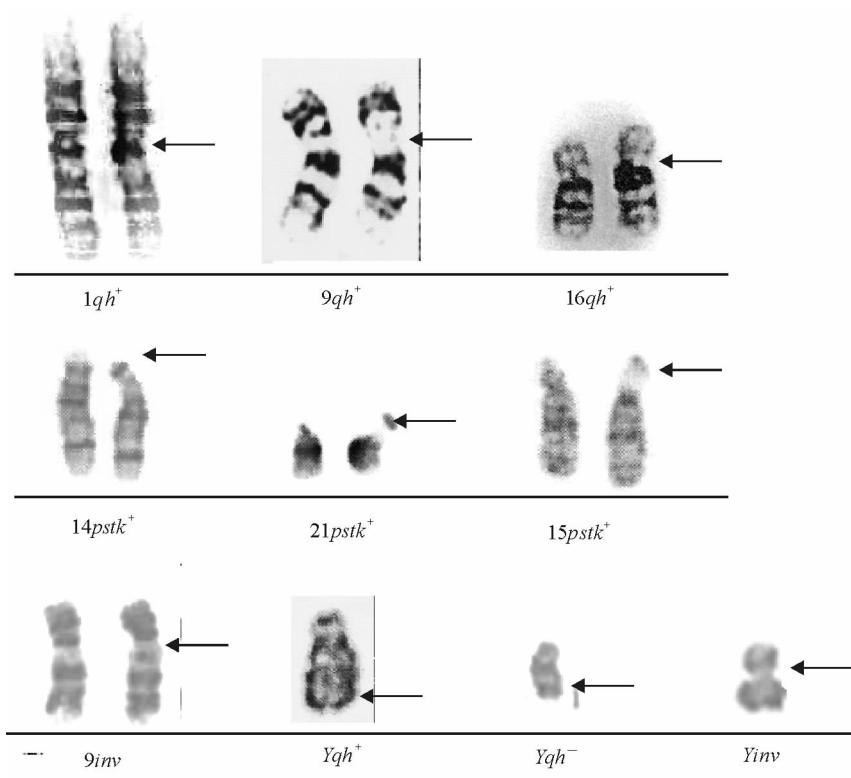 1qh⁺ 9qh⁺ 16qh⁺
14pstk⁺ 21pstk⁺ 15pstk⁺
9inv Yqh⁺ Yqh⁻ Yinv